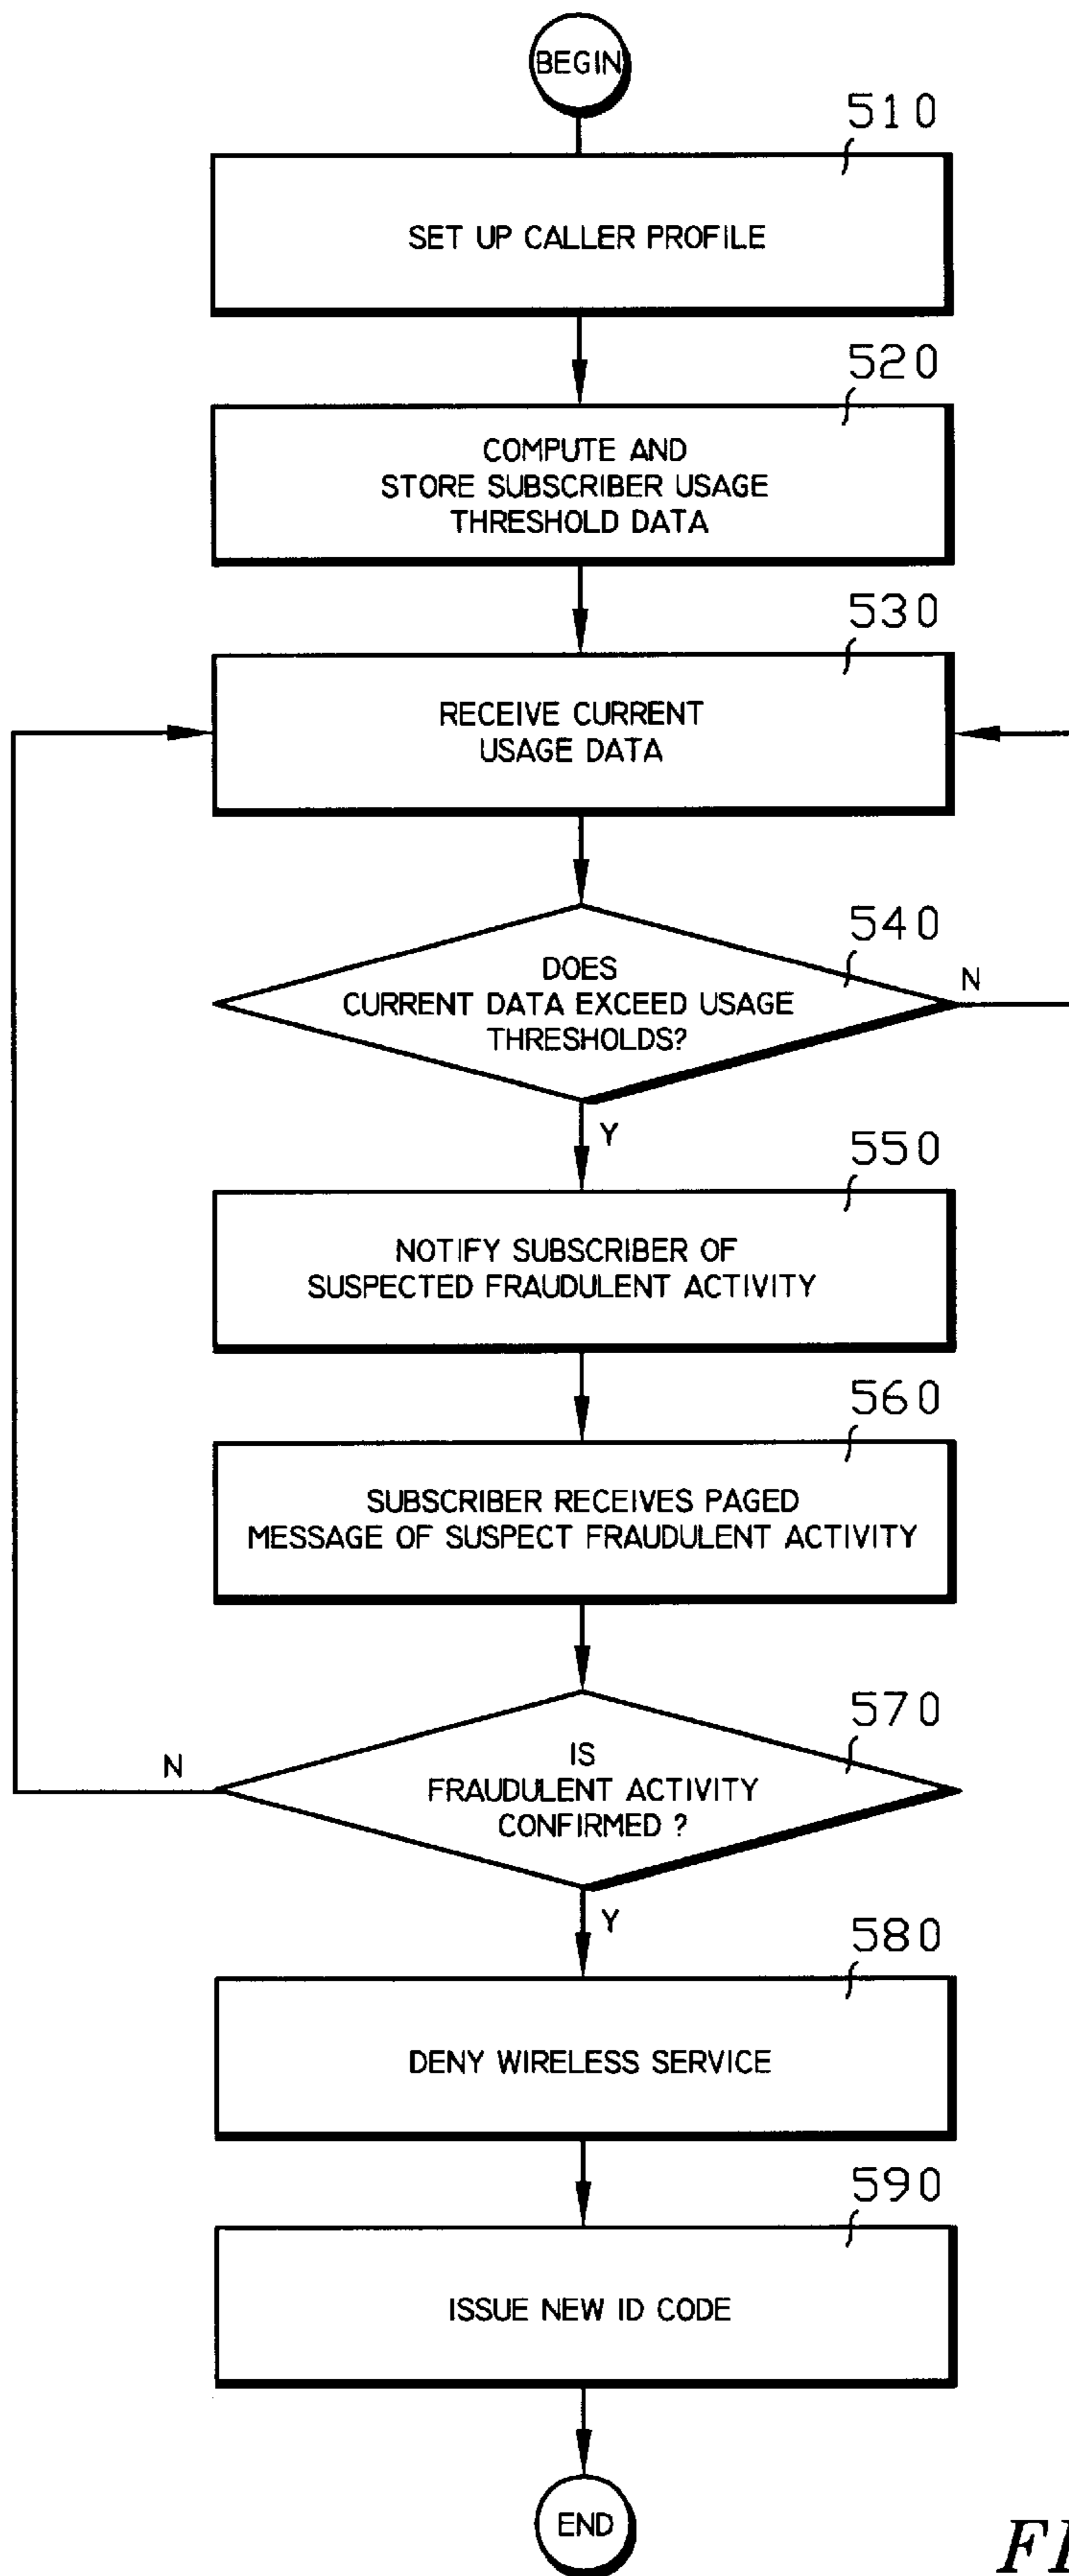 BEGIN
510
SET UP CALLER PROFILE
520
COMPUTE AND
STORE SUBSCRIBER USAGE
THRESHOLD DATA
530
RECEIVE CURRENT
USAGE DATA
540
DOES
CURRENT DATA EXCEED USAGE
THRESHOLDS?
N
Y
550
NOTIFY SUBSCRIBER OF
SUSPECTED FRAUDULENT ACTIVITY
560
SUBSCRIBER RECEIVES PAGED
MESSAGE OF SUSPECT FRAUDULENT ACTIVITY
570
IS
FRAUDULENT ACTIVITY
CONFIRMED ?
N
Y
580
DENY WIRELESS SERVICE
590
ISSUE NEW ID CODE
END